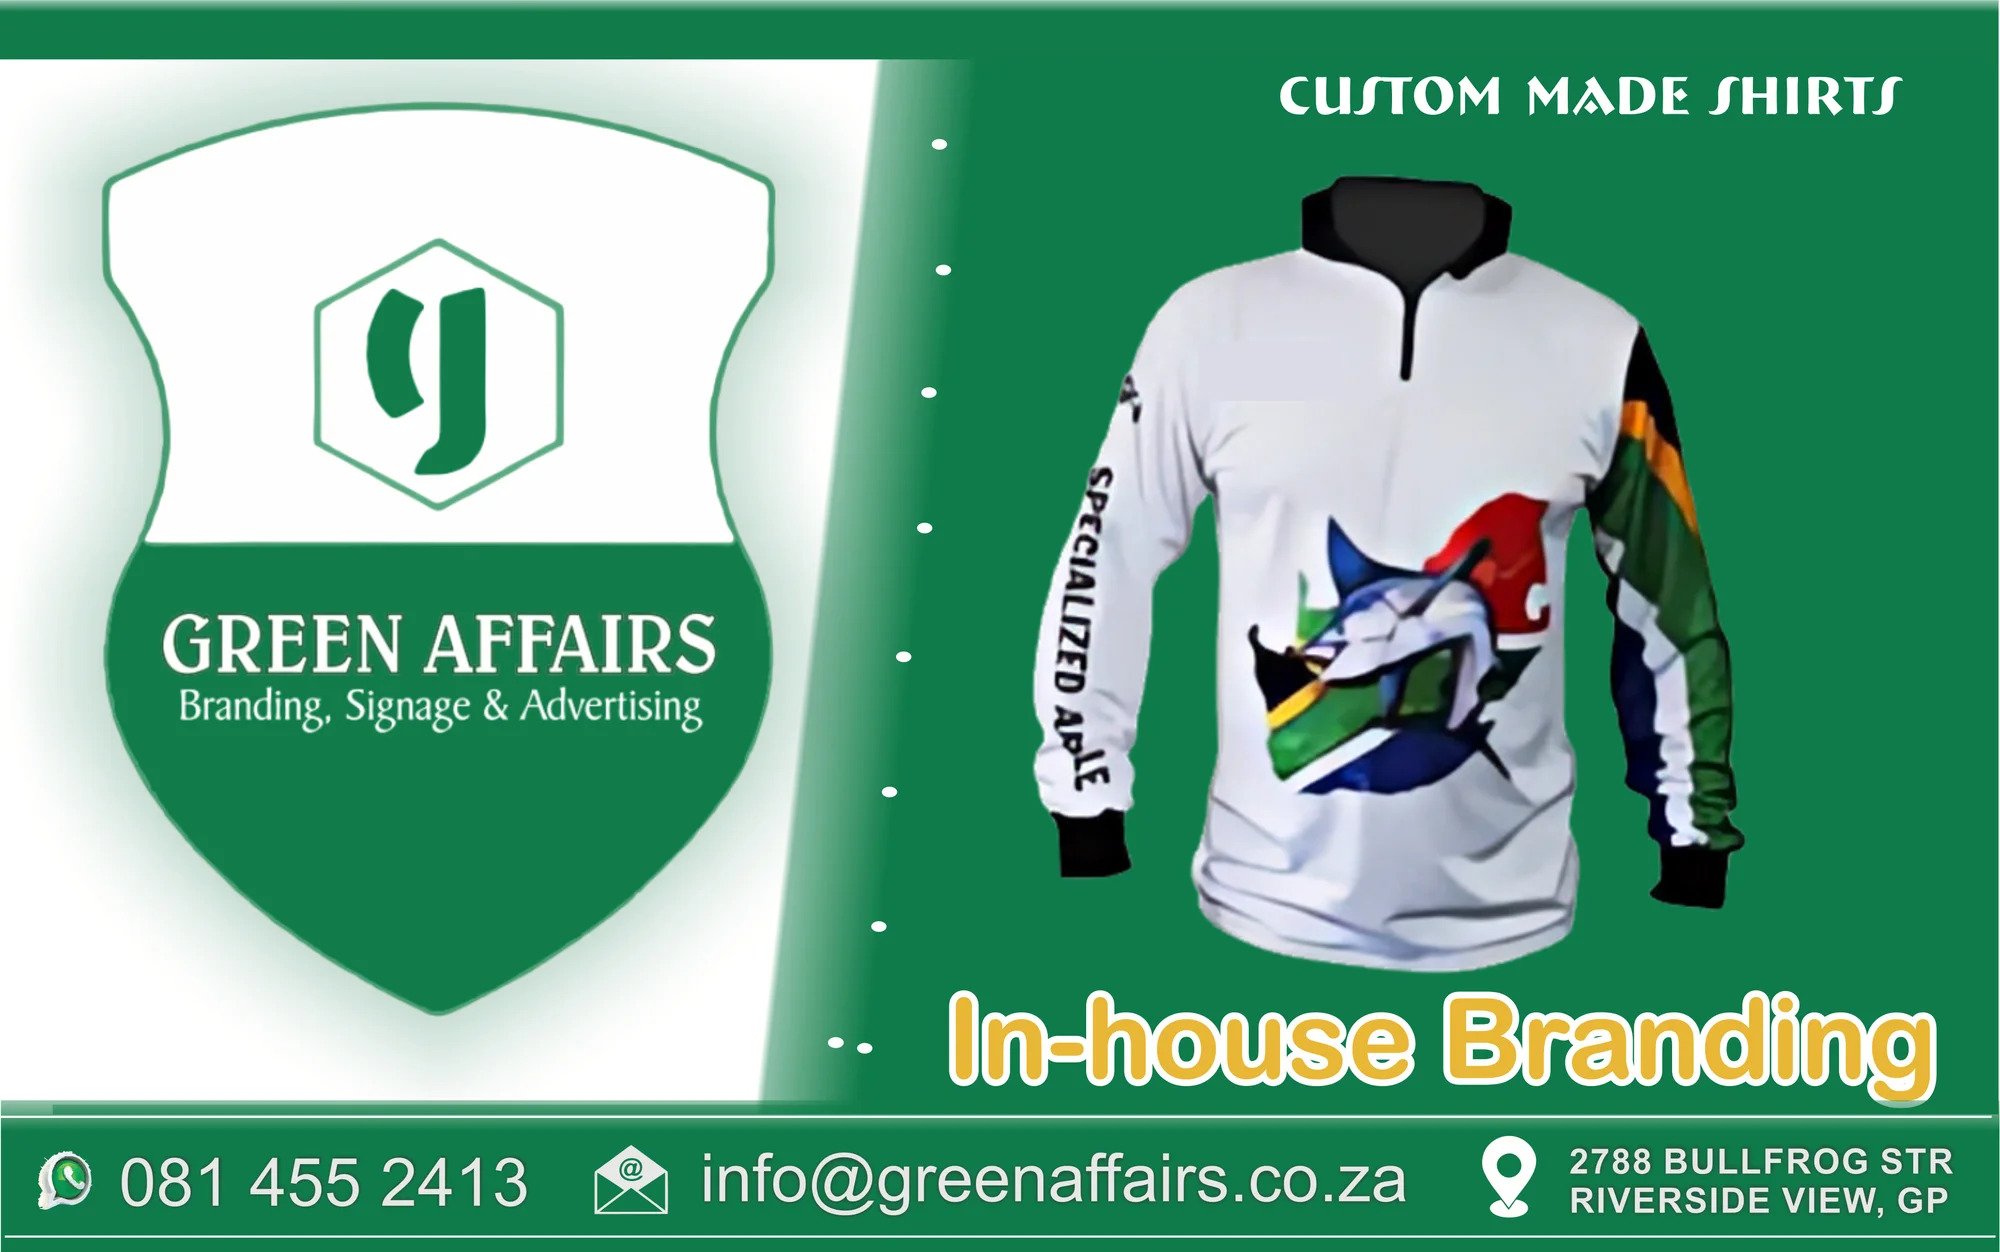 CUSTOM MADE SHIRTS
g
GREEN AFFAIRS
Branding, Signage & Advertising
SPECIALIZED
In-house Branding
081 455 2413
info@greenaffairs.co.za
2788 BULLFROG STR
RIVERSIDE VIEW, GP